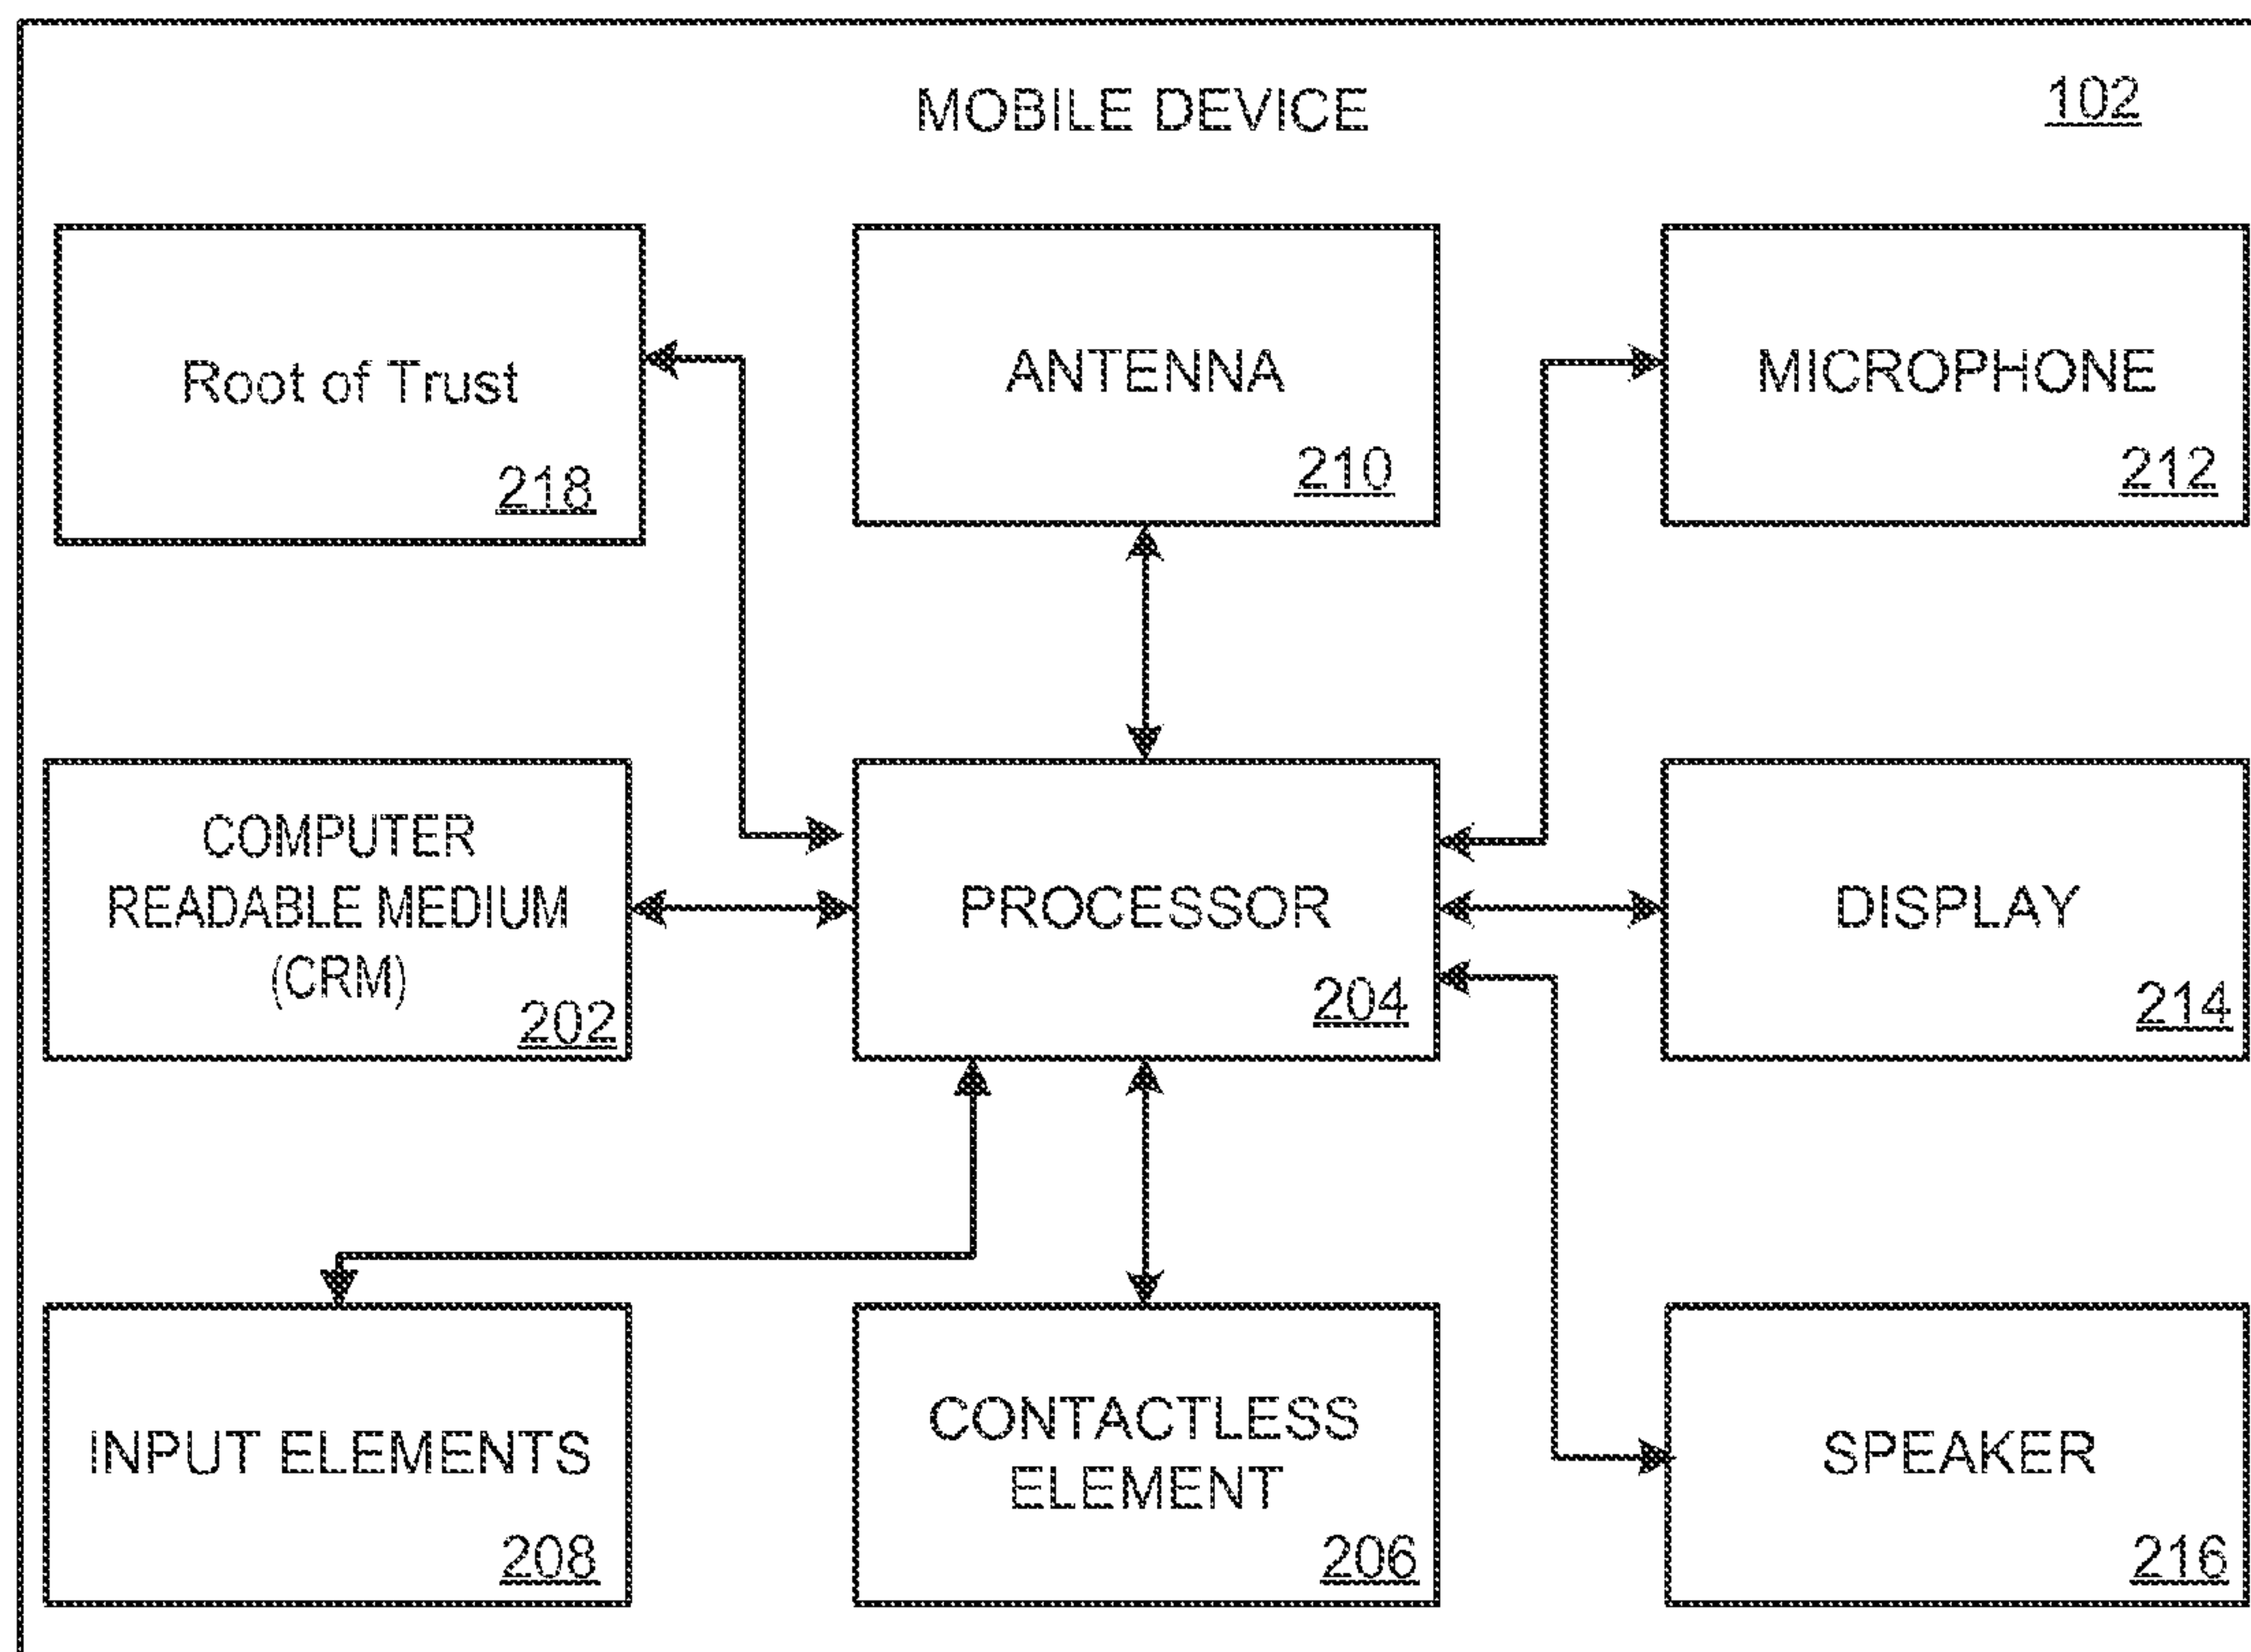 MOBILE DEVICE
102
Root of Trust
218
ANTENNA
210
MICROPHONE
212
COMPUTER
READABLE MEDIUM
(CRM)
202
PROCESSOR
204
DISPLAY
214
INPUT ELEMENTS
208
CONTACTLESS
ELEMENT
206
SPEAKER
216